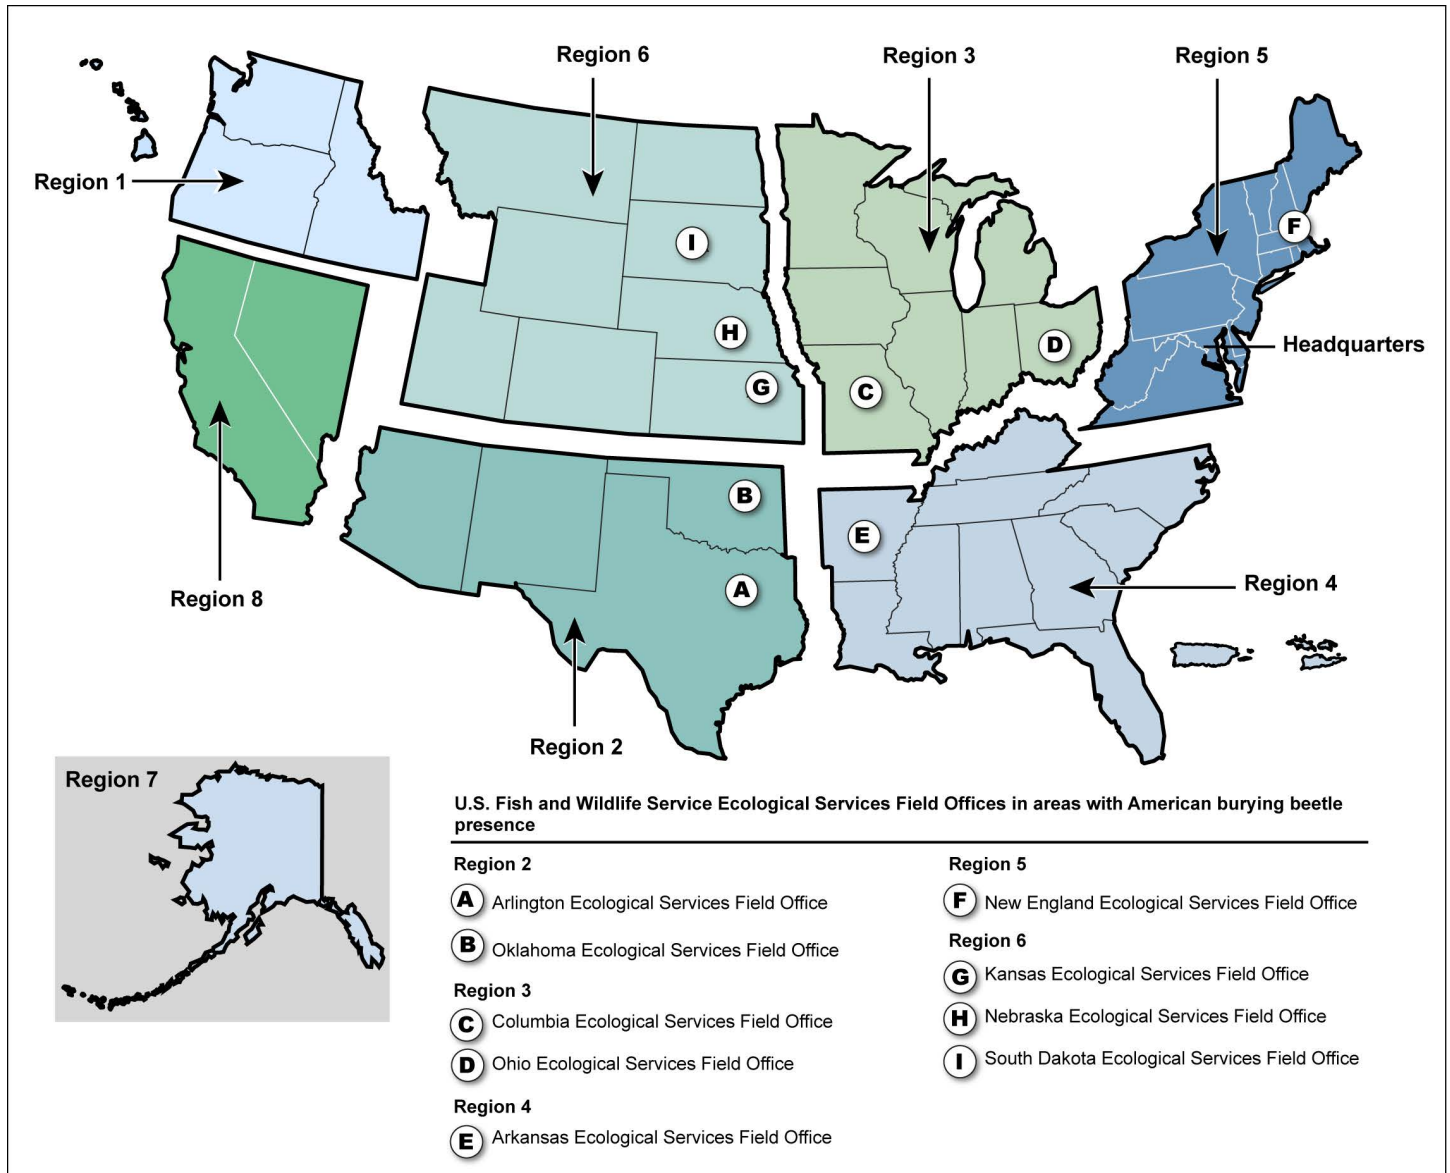 Region 6
Region 3
Region 5
Region 1
F
I
H
Headquarters
D
G
C
B
E
A
Region 4
Region 8
Region 2
Region 7
U.S. Fish and Wildlife Service Ecological Services Field Offices in areas with American burying beetle
presence
Region 2
A Arlington Ecological Services Field Office
B Oklahoma Ecological Services Field Office
Region 3
C Columbia Ecological Services Field Office
D Ohio Ecological Services Field Office
Region 4
E Arkansas Ecological Services Field Office
Region 5
F New England Ecological Services Field Office
Region 6
G Kansas Ecological Services Field Office
H Nebraska Ecological Services Field Office
I South Dakota Ecological Services Field Office